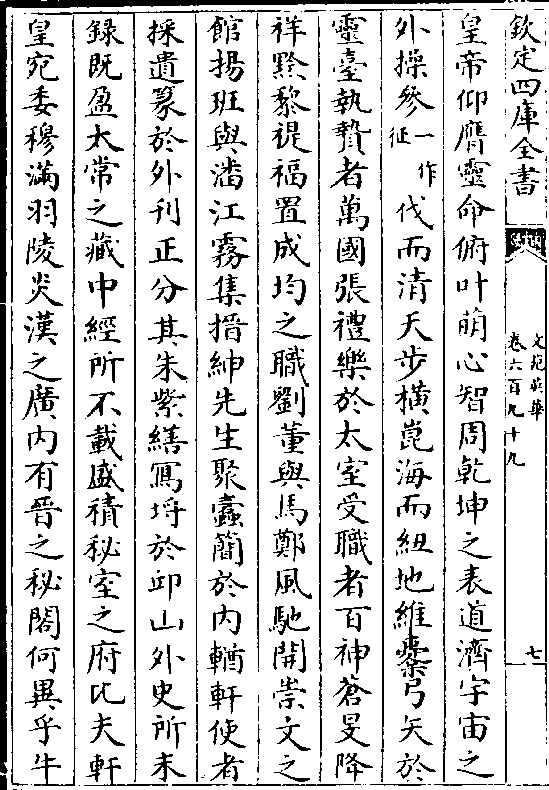 欽定四庫全書
文苑英華
卷六百九十九
七
皇帝仰膺靈命俯叶萌心智周乾坤之表道濟宇宙之
外操參一作征伐而清天步橫崑海而紐地維櫜弓矢於
靈臺執贄者萬國張禮樂於太室受職者百神蒼旻降
祥黔黎禔福置成均之職劉董與馬鄭風馳開崇文之
館揚班與潘江霧集搢紳先生聚蠹簡於内輶軒使者
採遺篆於外刊正分其朱紫繕寫埒於邱山外史所未
録既盈太常之藏中經所不載盛積秘室之府比夫軒
皇宛委穆滿羽陵炎漢之廣内有晉之秘閣何異乎牛